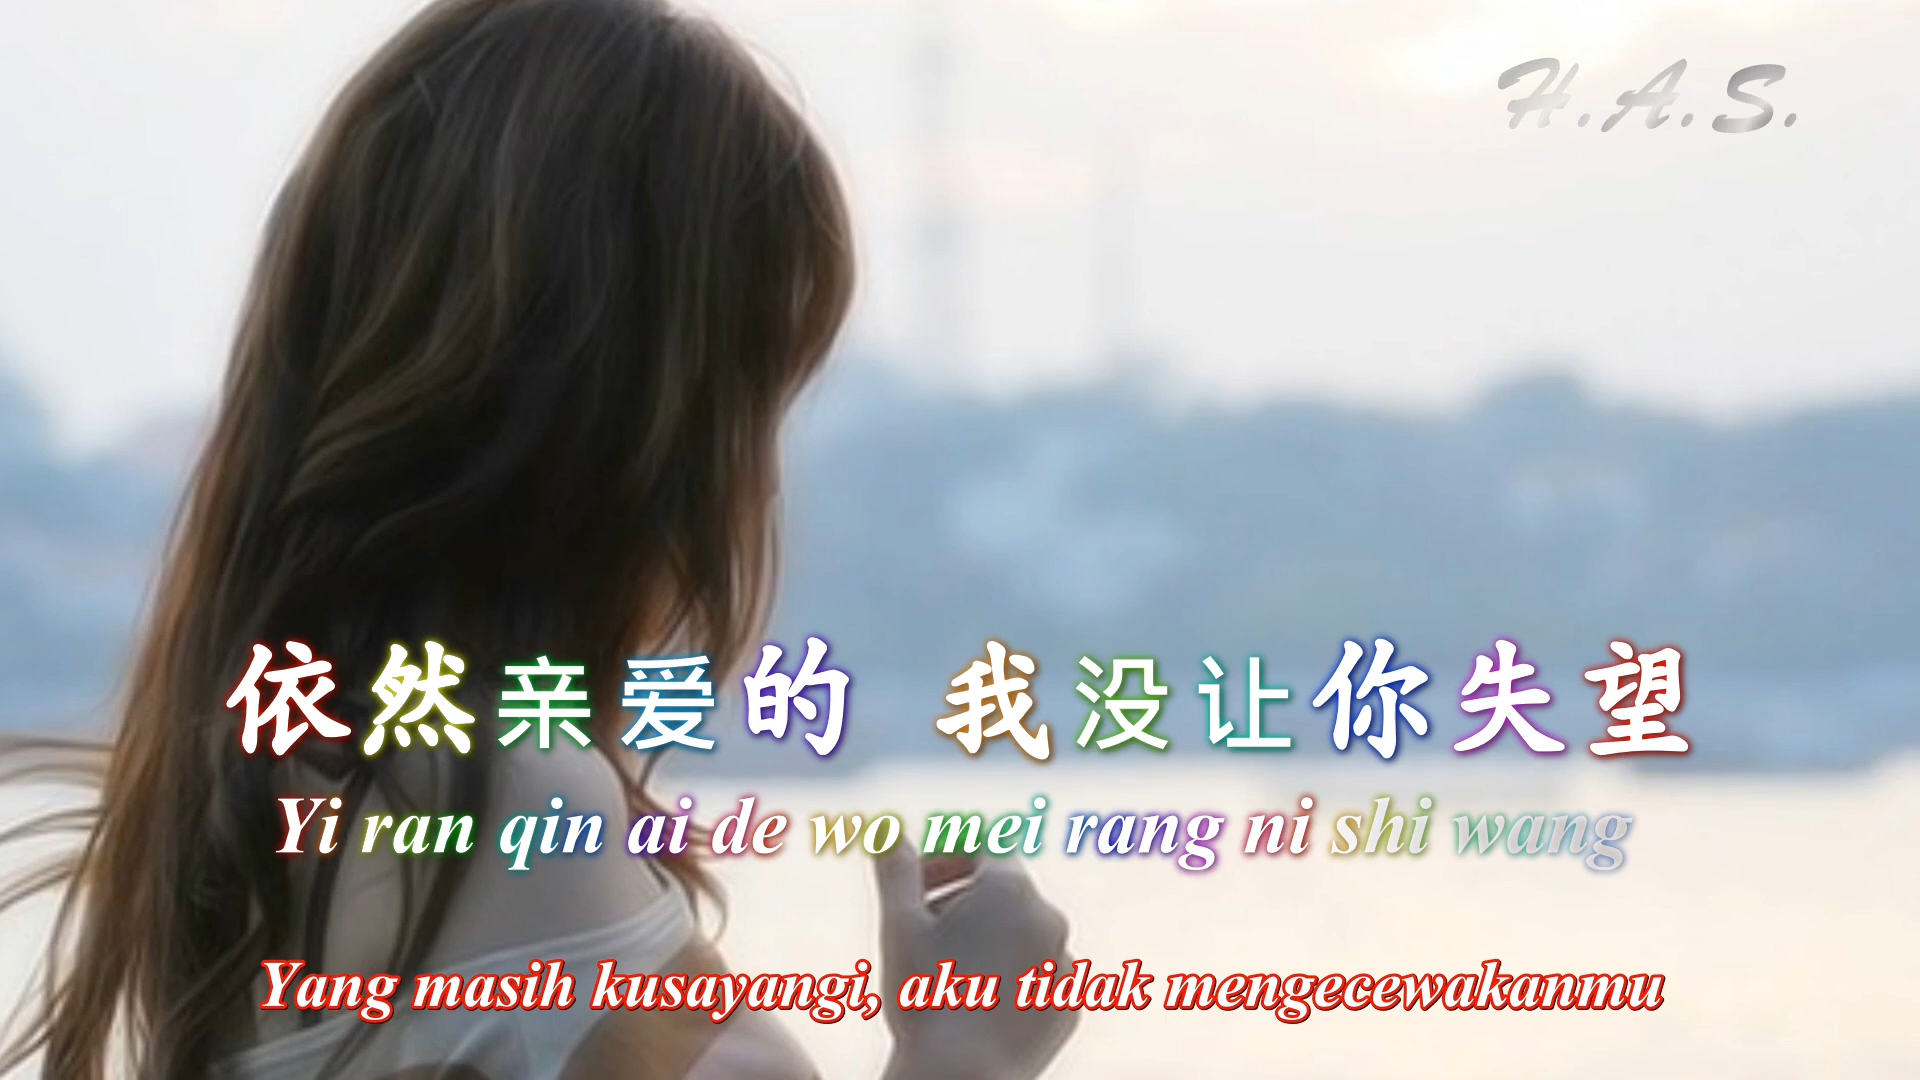 H.A.S.
依然亲爱的 我没让你失望
Yi ran qin ai de wo mei rang ni shi wang
Yang masih kusayangi, aku tidak mengecewakanmu